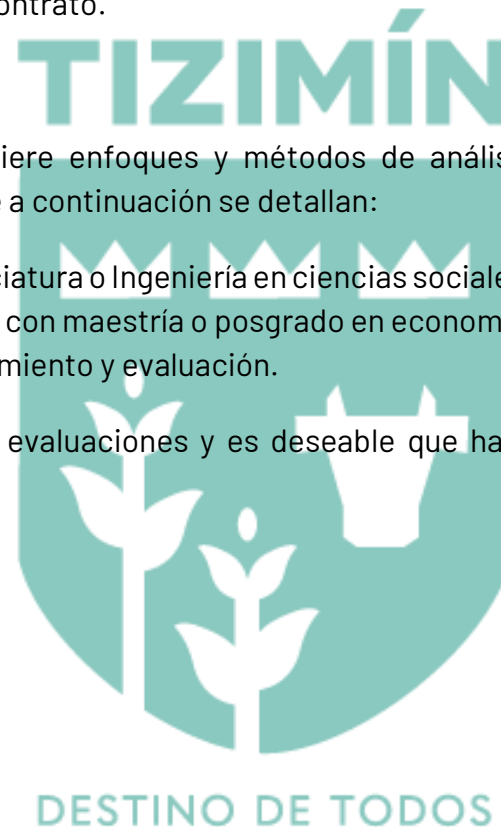 ontrato.
TIZIMÍN
iere enfoques y métodos de anális
a continuación se detallan:
iatura o Ingeniería en ciencias sociale
con maestría o posgrado en econom
miento y evaluación.
evaluaciones y es deseable que ha
DESTINO DE TODOS